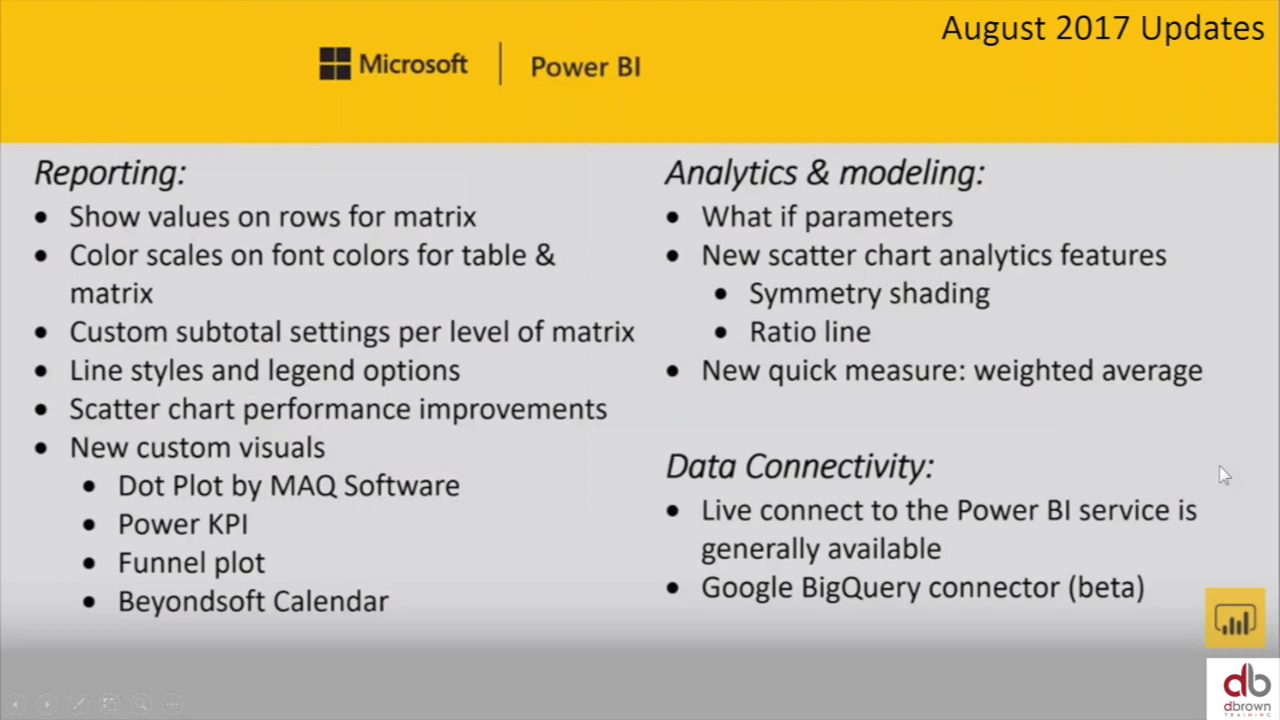 August 2017 Updates
Microsoft | Power BI
Reporting:
• Show values on rows for matrix
• Color scales on font colors for table &
matrix
• Custom subtotal settings per level of matrix
• Line styles and legend options
• Scatter chart performance improvements
• New custom visuals
• Dot Plot by MAQ Software
• Power KPI
• Funnel plot
• Beyondsoft Calendar
Analytics & modeling:
• What if parameters
• New scatter chart analytics features
• Symmetry shading
• Ratio line
• New quick measure: weighted average
Data Connectivity:
• Live connect to the Power BI service is
generally available
• Google BigQuery connector (beta)
db
dbrown
TRAINING